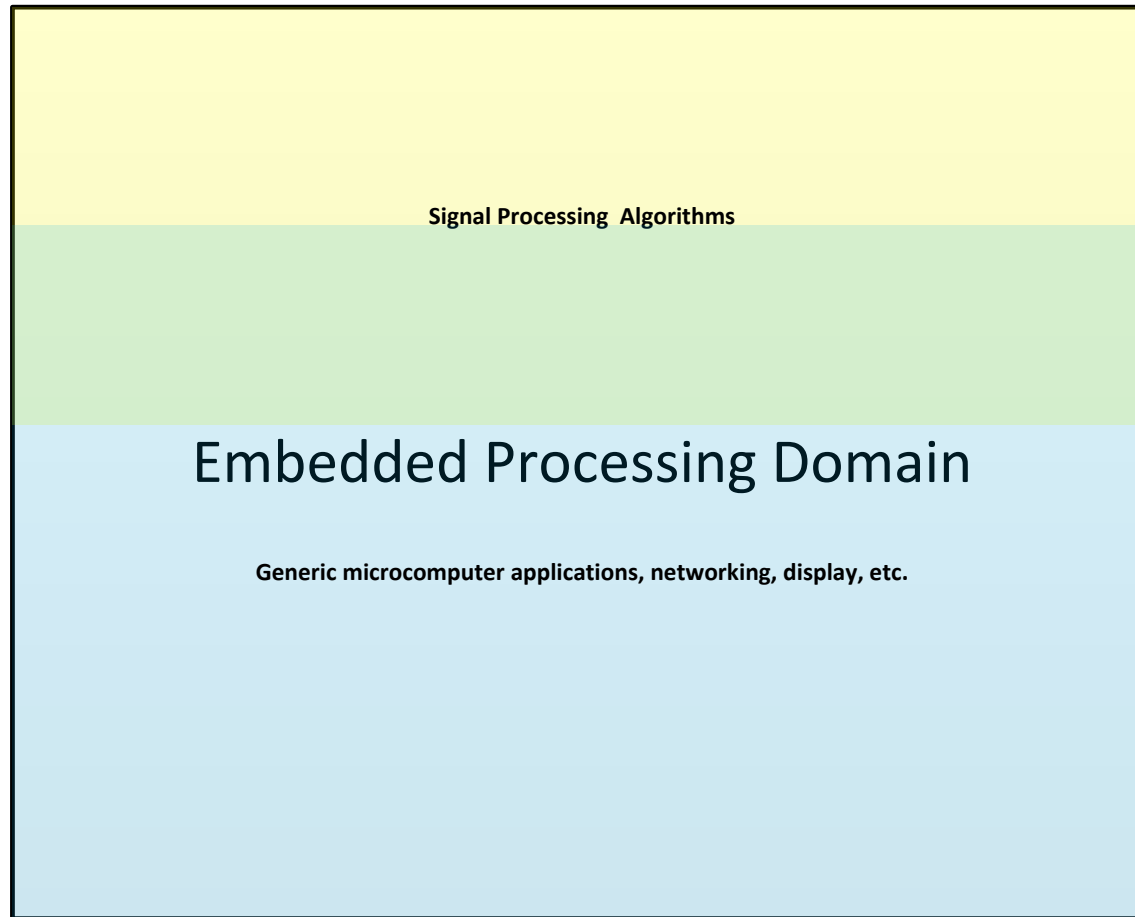 Signal Processing  Algorithms
Embedded Processing Domain
Generic microcomputer applications, networking, display, etc.